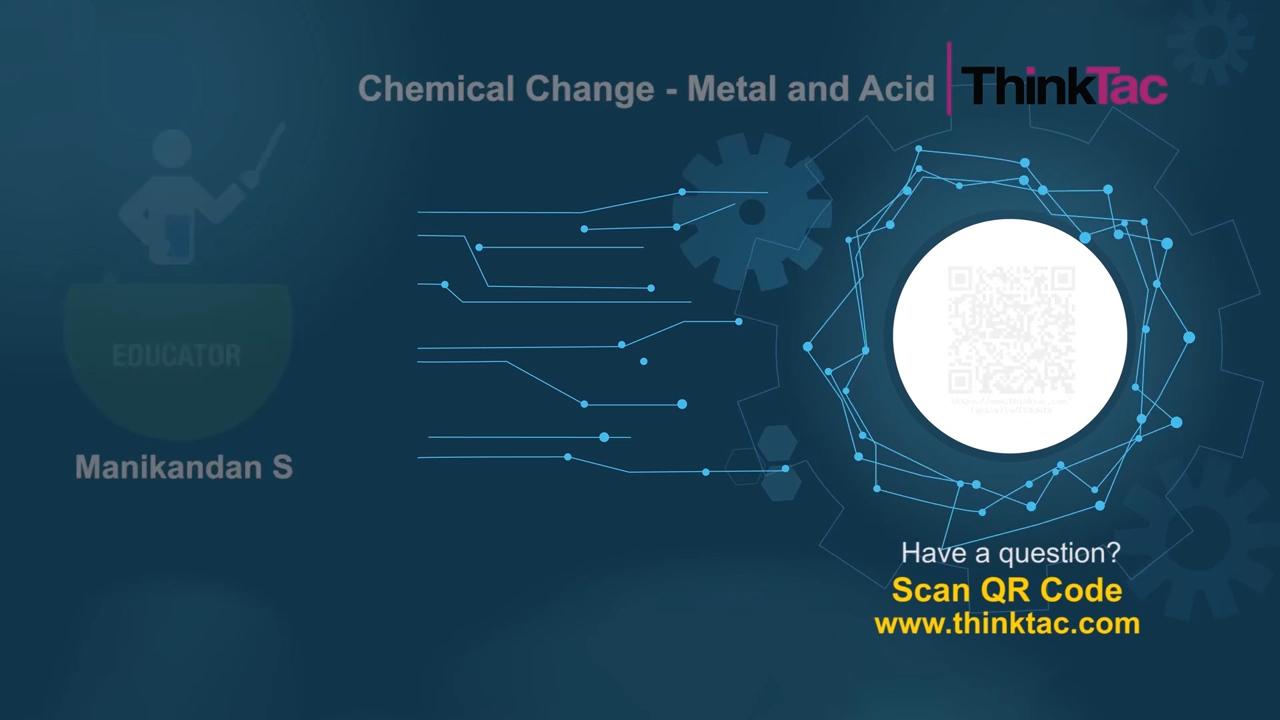 Chemical Change - Metal and Acid
ThinkTac
EDUCATOR
Manikandan S
Have a question?
Scan QR Code
www.thinktac.com